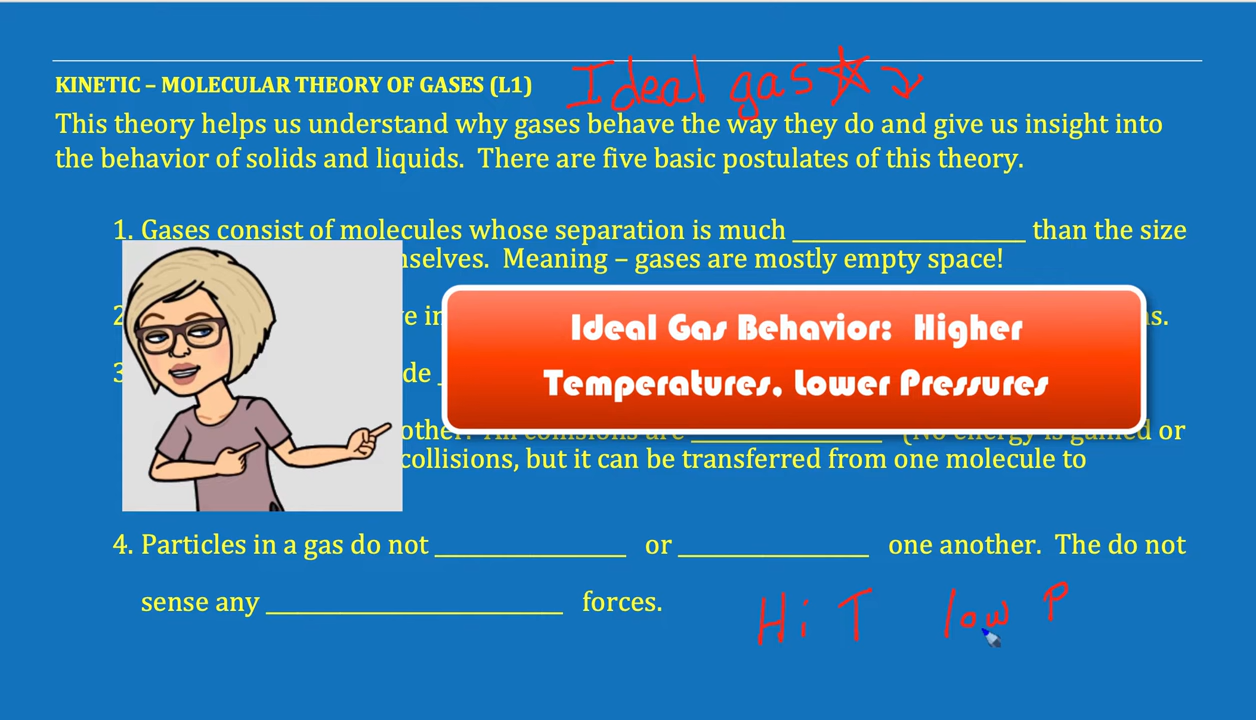 Ideal gas
KINETIC – MOLECULAR THEORY OF GASES (L1)
This theory helps us understand why gases behave the way they do and give us insight into
the behavior of solids and liquids. There are five basic postulates of this theory.
1. Gases consist of molecules whose separation is much ____________________ than the size
Meaning – gases are mostly empty space!
Ideal Gas Behavior: Higher
Temperatures, Lower Pressures
or
collisions, but it can be transferred from one molecule to
4. Particles in a gas do not ________________ or ________________ one another. The do not
sense any _________________________ forces.
Hi T low P